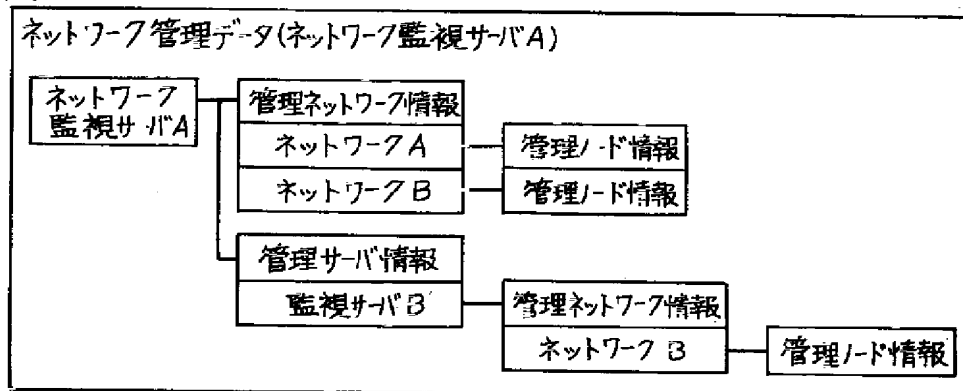 ネットワーク管理データ(ネットワーク監視サーバA)
ネットワーク
監視サーバA
管理ネットワーク情報
ネットワークA
管理ノード情報
ネットワークB
管理ノード情報
管理サーバ情報
監視サーバB
管理ネットワーク情報
ネットワークB
管理ノード情報